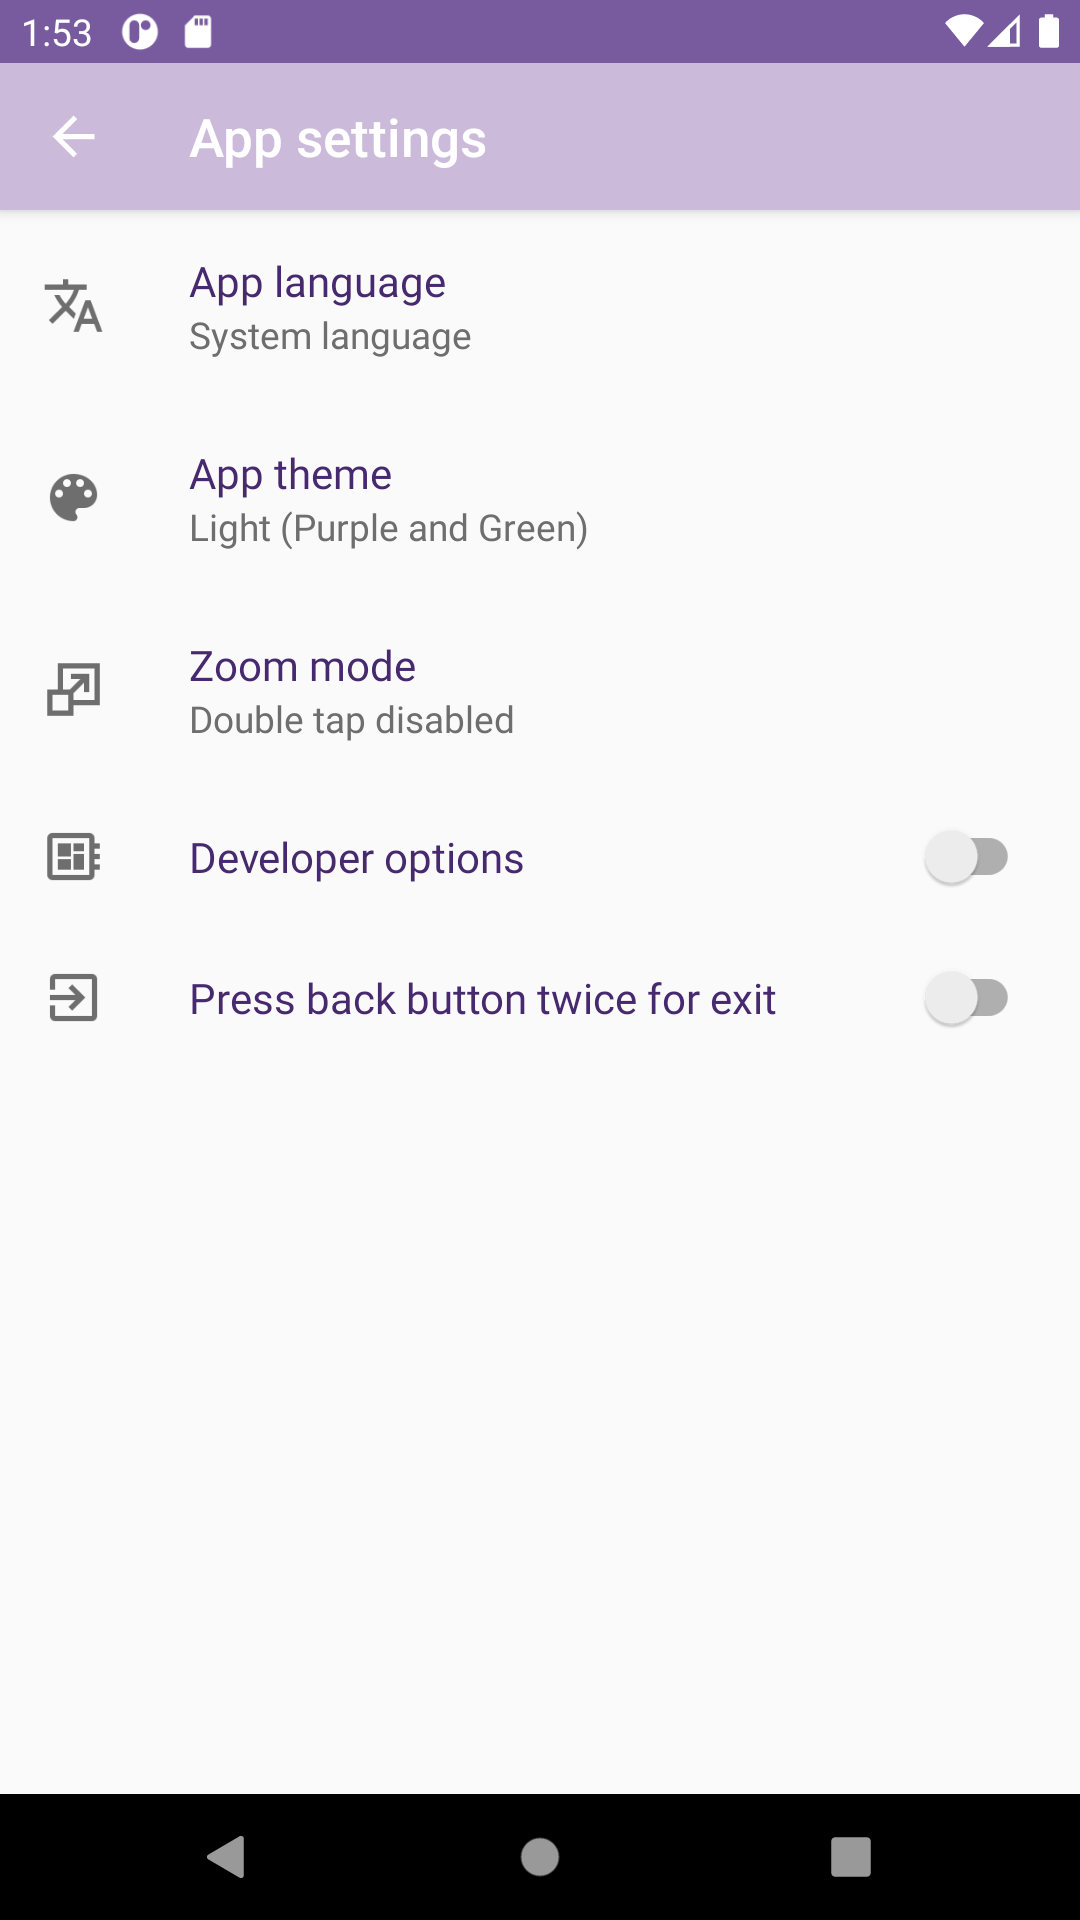 1:53
App settings
App language
System language
App theme
Light (Purple and Green)
Zoom mode
Double tap disabled
Developer options
Press back button twice for exit